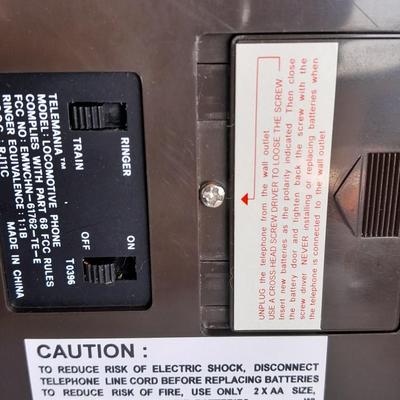 RINGER
TRAIN
ON
OFF
TELEMANIA™ T0396
MODEL: LOCOMOTIVE PHONE
COMPLIES WITH PART 68 FCC RULES
FCC NO: EMWCHN-61752-TE-E
RINGER EQUIVALENCE : 1:1B
RJ11C MADE IN CHINA
UNPLUG the telephone from the wall outlet.
USE A CROSS-HEAD SCREW DRIVER TO LOOSE THE SCREW.
Insert new batteries as the polarity indicated. Then close
the battery door and tighten back the screw with the
screw driver NEVER installing or replacing batteries when
the telephone is connected to the wall outlet.
CAUTION :
TO REDUCE RISK OF ELECTRIC SHOCK, DISCONNECT
TELEPHONE LINE CORD BEFORE REPLACING BATTERIES
TO REDUCE RISK OF FIRE, USE ONLY 2 X AA SIZE,